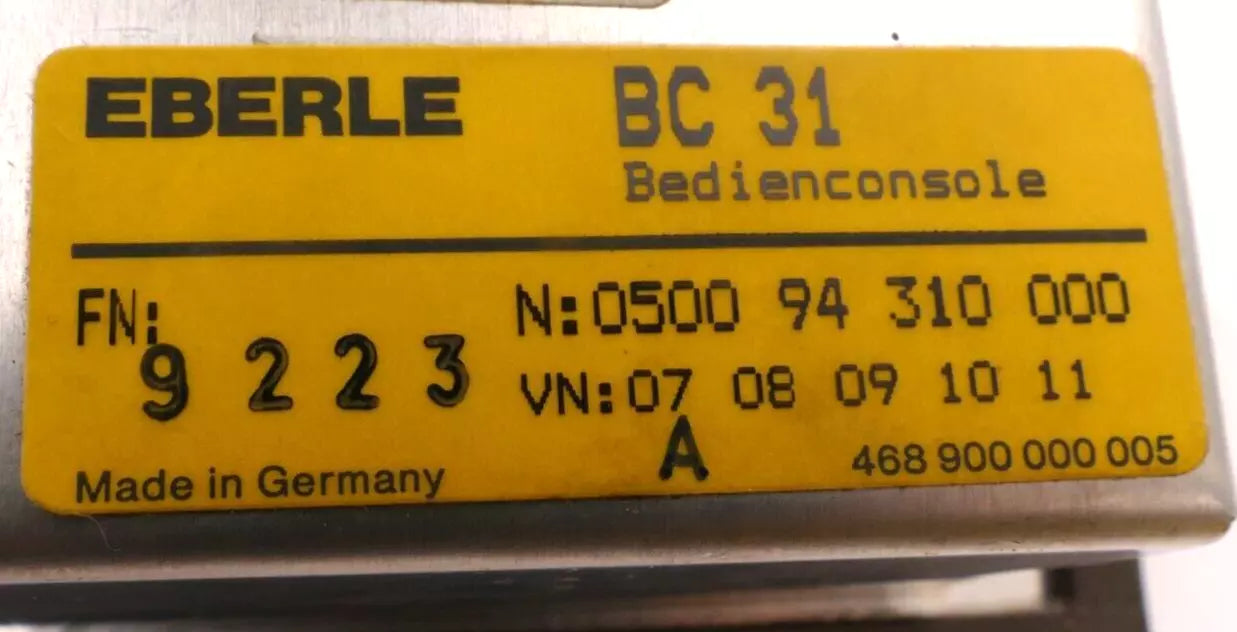 EBERLE
BC 31
Bedienconsole
FN:
9 2 2 3
N:0500 94 310 000
VN:07 08 09 10 11
A
Made in Germany
468 900 000 005